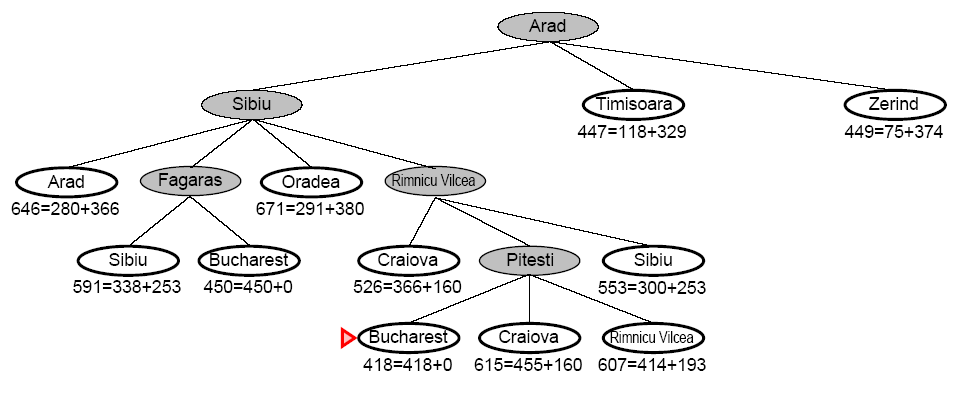 Arad
Sibiu Timisoara Zerind
447=118+329 449=75+374
Arad Fagaras Oradea Rimnicu Vilcea
646=280+366 671=291+380
Sibiu Bucharest Craiova Pitesti Sibiu
591=338+253 450=450+0 526=366+160 553=300+253
Bucharest Craiova Rimnicu Vilcea
418=418+0 615=455+160 607=414+193